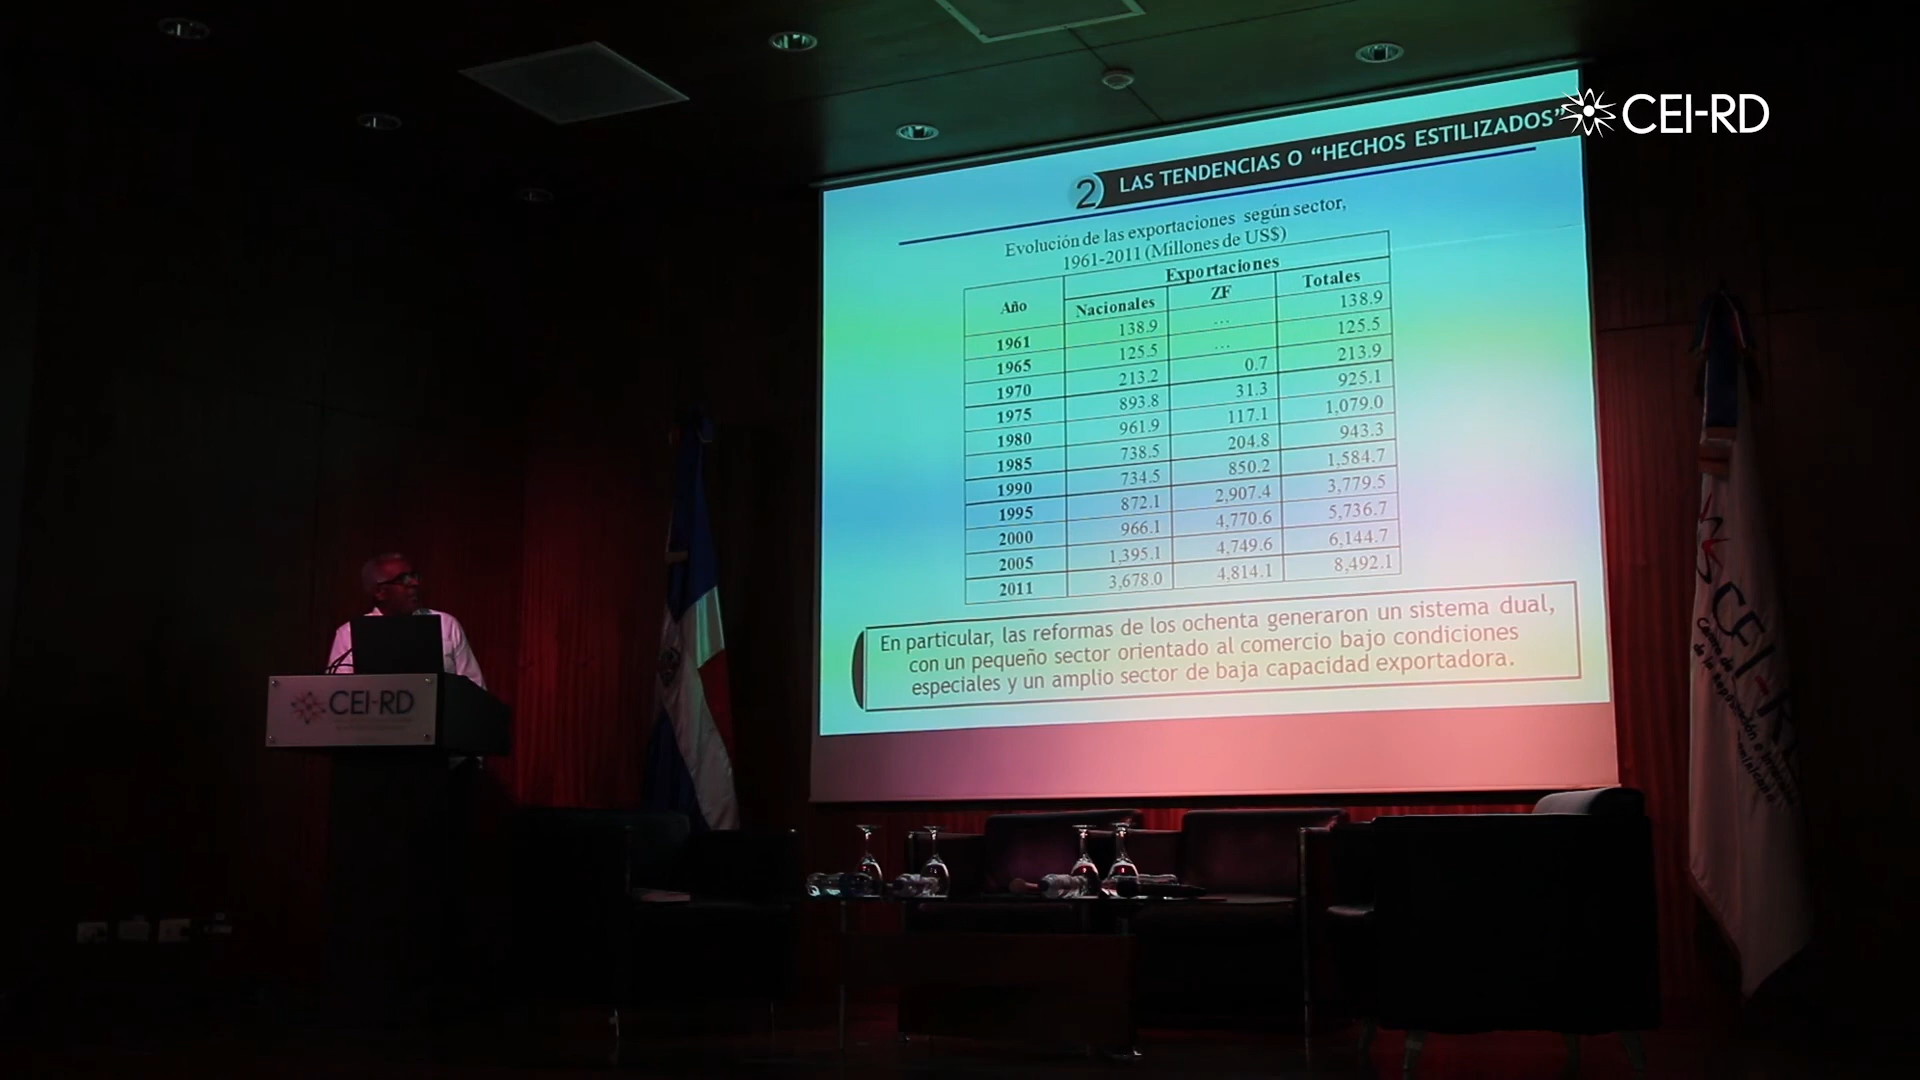 CEI-RD
2 LAS TENDENCIAS O “HECHOS ESTILIZADOS”
Evolución de las exportaciones según sector,
1961-2011 (Millones de US$)
Año Exportaciones
Nacionales ZF Totales
1961 138.9 ... 138.9
1965 125.5 ... 125.5
1970 213.2 0.7 213.9
1975 893.8 31.3 925.1
1980 961.9 117.1 1,079.0
1985 738.5 204.8 943.3
1990 734.5 850.2 1,584.7
1995 872.1 2,907.4 3,779.5
2000 966.1 4,770.6 5,736.7
2005 1,395.1 4,749.6 6,144.7
2011 3,678.0 4,814.1 8,492.1
En particular, las reformas de los ochenta generaron un sistema dual,
con un pequeño sector orientado al comercio bajo condiciones
especiales y un amplio sector de baja capacidad exportadora.
CEI-RD
CEI-R